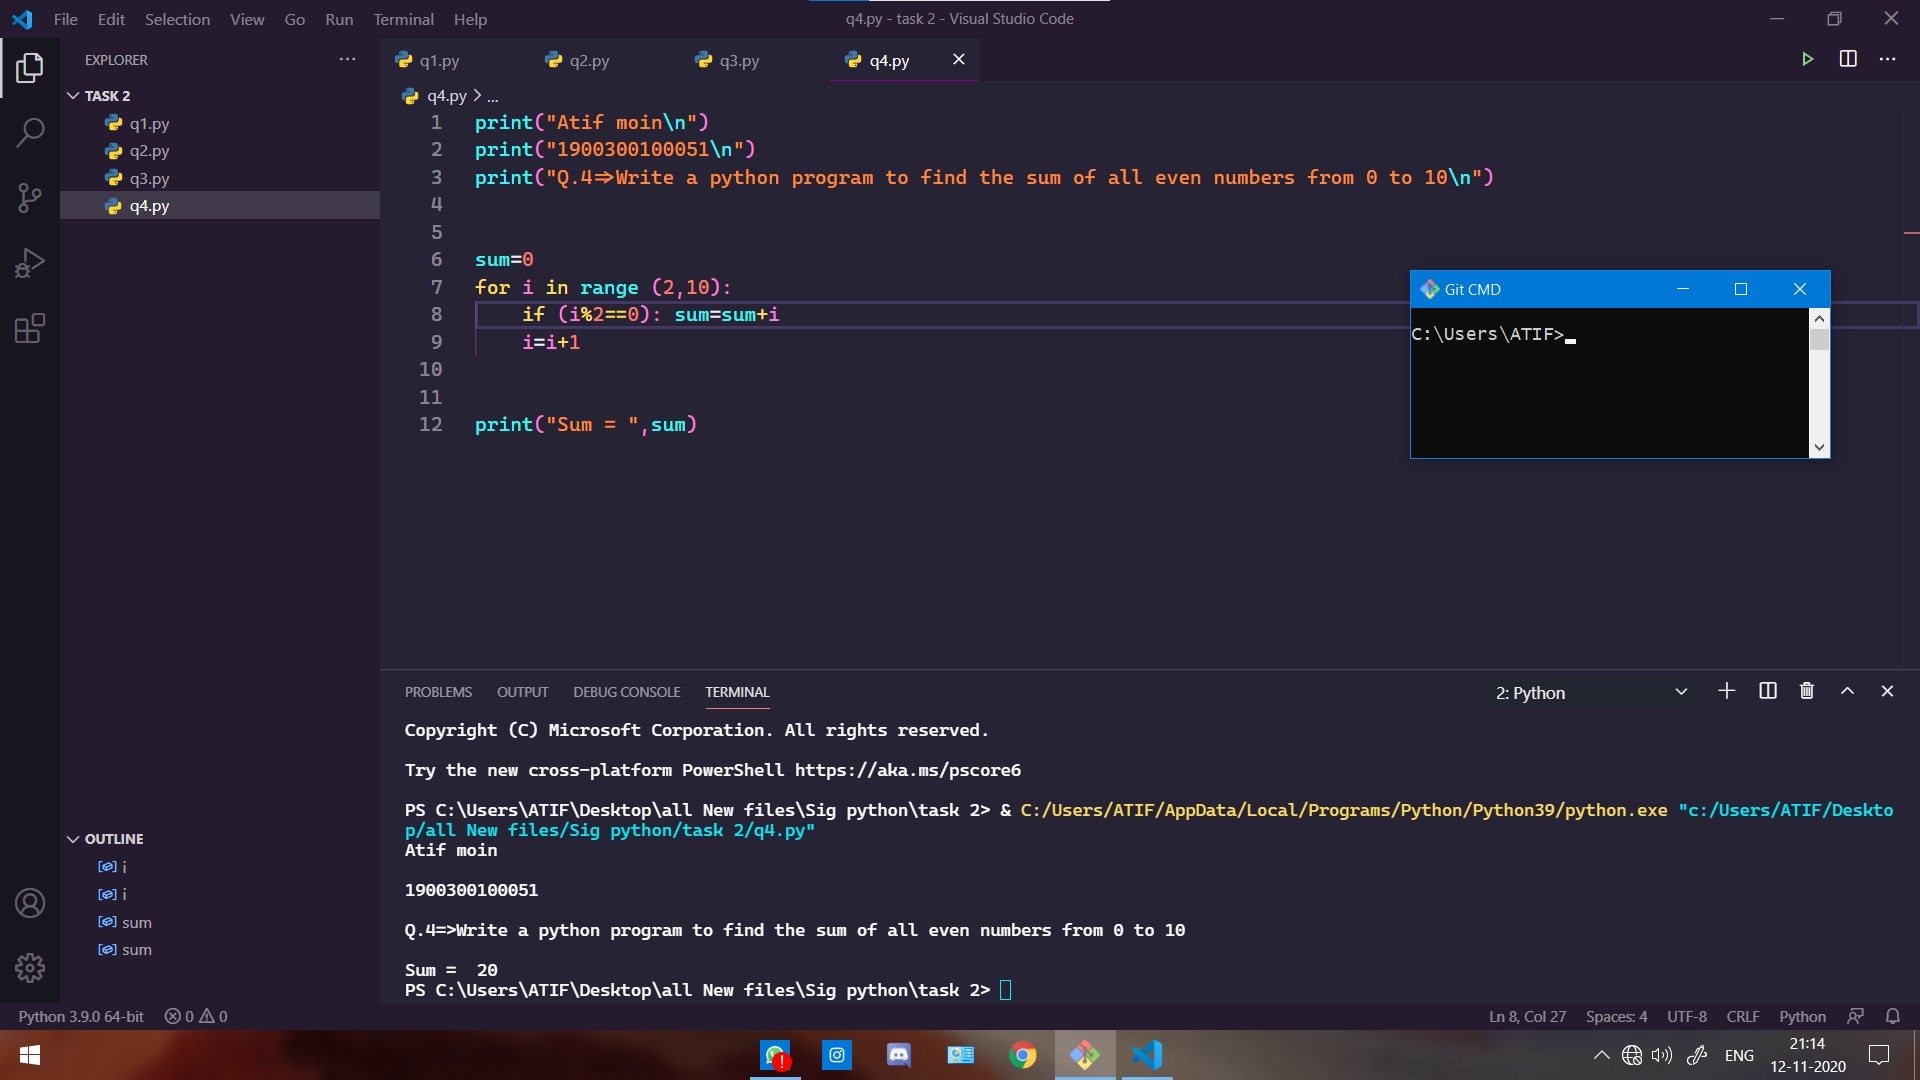 File Edit Selection View Go Run Terminal Help
q4.py - task 2 - Visual Studio Code
EXPLORER
TASK 2
q1.py
q2.py
q3.py
q4.py
q1.py q2.py q3.py q4.py
q4.py > ...
1 print("Atif moin\n")
2 print("1900300100051\n")
3 print("Q.4=>Write a python program to find the sum of all even numbers from 0 to 10\n")
4
5
6 sum=0
7 for i in range (2,10):
8 if (i%2==0): sum=sum+i
9 i=i+1
10
11
12 print("Sum = ",sum)
Git CMD
C:\Users\ATIF>
PROBLEMS OUTPUT DEBUG CONSOLE TERMINAL
2: Python
Copyright (C) Microsoft Corporation. All rights reserved.
Try the new cross-platform PowerShell https://aka.ms/pscore6
PS C:\Users\ATIF\Desktop\all New files\Sig python\task 2> & C:/Users/ATIF/AppData/Local/Programs/Python/Python39/python.exe "c:/Users/ATIF/Deskto
p/all New files/Sig python/task 2/q4.py"
Atif moin
1900300100051
Q.4=>Write a python program to find the sum of all even numbers from 0 to 10
Sum =  20
PS C:\Users\ATIF\Desktop\all New files\Sig python\task 2>
OUTLINE
i
i
sum
sum
Python 3.9.0 64-bit 0 0
Ln 8, Col 27 Spaces: 4 UTF-8 CRLF Python
ENG
21:14
12-11-2020